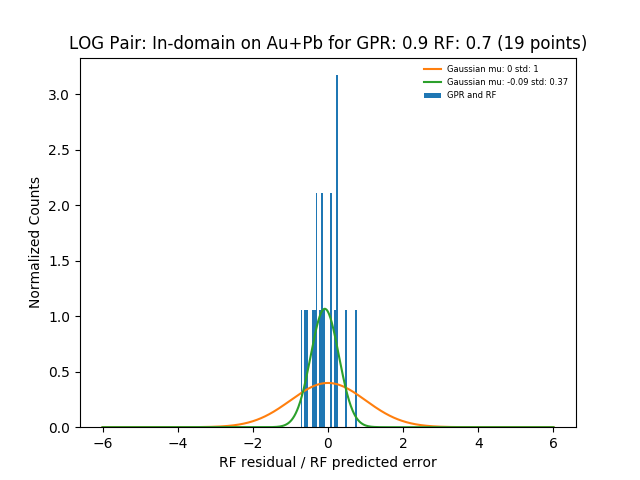 LOG Pair: In-domain on Au+Pb for GPR: 0.9 RF: 0.7 (19 points)
Gaussian mu: 0 std: 1
Gaussian mu: -0.09 std: 0.37
GPR and RF
Normalized Counts
3.0
2.5
2.0
1.5
1.0
0.5
0.0
−6
−4
−2
0
2
4
6
RF residual / RF predicted error